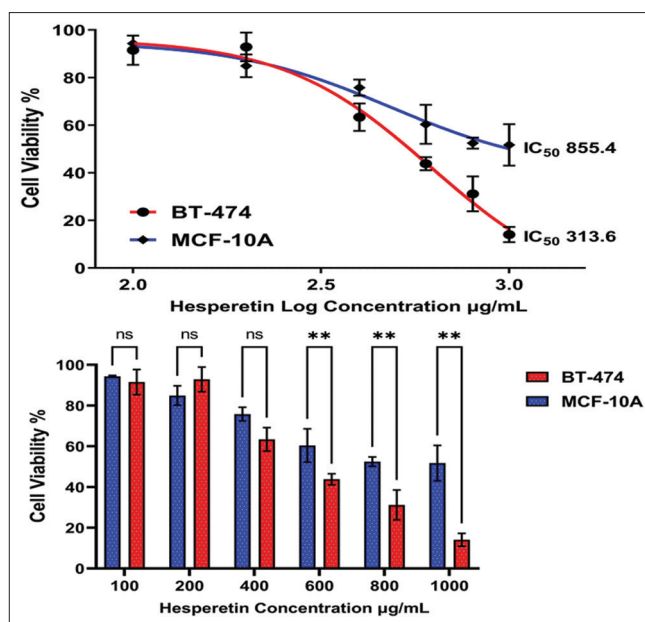 100
80
60
40
20
0
Cell Viability %
IC50 855.4
IC50 313.6
BT-474
MCF-10A
2.0 2.5 3.0
Hesperetin Log Concentration µg/mL
ns ns ns ** ** **
100
80
60
40
20
0
Cell Viability %
BT-474
MCF-10A
100 200 400 600 800 1000
Hesperetin Concentration µg/mL